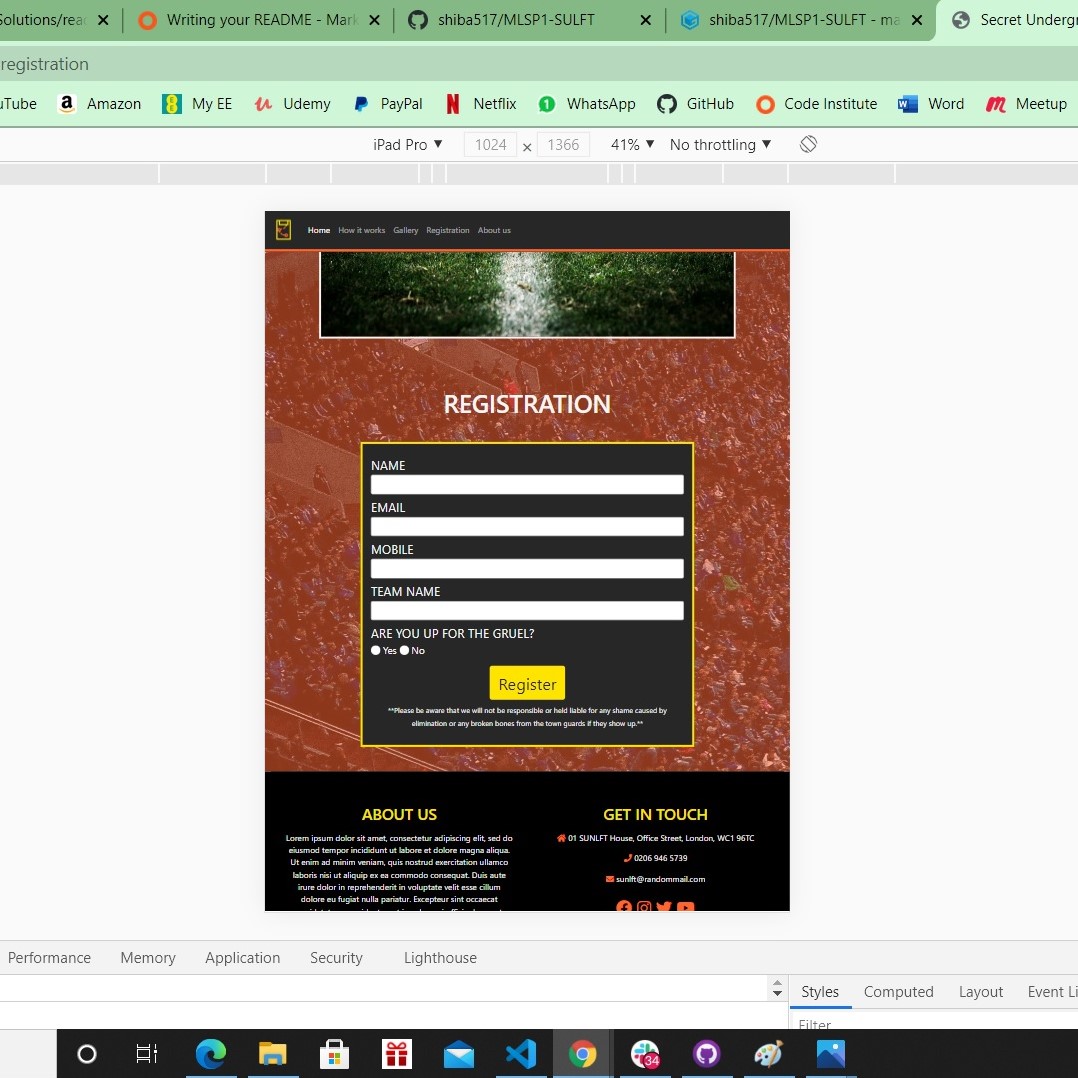 Solutions/rea
Writing your README - Mark
shiba517/MLSP1-SULFT
shiba517/MLSP1-SULFT - ma
Secret Undergr
registration
uTube
Amazon
My EE
Udemy
PayPal
Netflix
1
WhatsApp
GitHub
Code Institute
Word
Meetup
iPad Pro
1024 × 1366
41%
No throttling
Home How it works Gallery Registration About us
REGISTRATION
NAME
EMAIL
MOBILE
TEAM NAME
ARE YOU UP FOR THE GRUEL?
Yes No
Register
**Please be aware that we will not be responsible or held liable for any shame caused by
elimination or any broken bones from the town guards if they show up.**
ABOUT US
Lorem ipsum dolor sit amet, consectetur adipiscing elit, sed do
eiusmod tempor incididunt ut labore et dolore magna aliqua.
Ut enim ad minim veniam, quis nostrud exercitation ullamco
laboris nisi ut aliquip ex ea commodo consequat. Duis aute
irure dolor in reprehenderit in voluptate velit esse cillum
dolore eu fugiat nulla pariatur. Excepteur sint occaecat
GET IN TOUCH
01 SUNLFT House, Office Street, London, WC1 96TC
0206 946 5739
sunlft@randommail.com
Performance
Memory
Application
Security
Lighthouse
Styles
Computed
Layout
Event Li
Filter
34